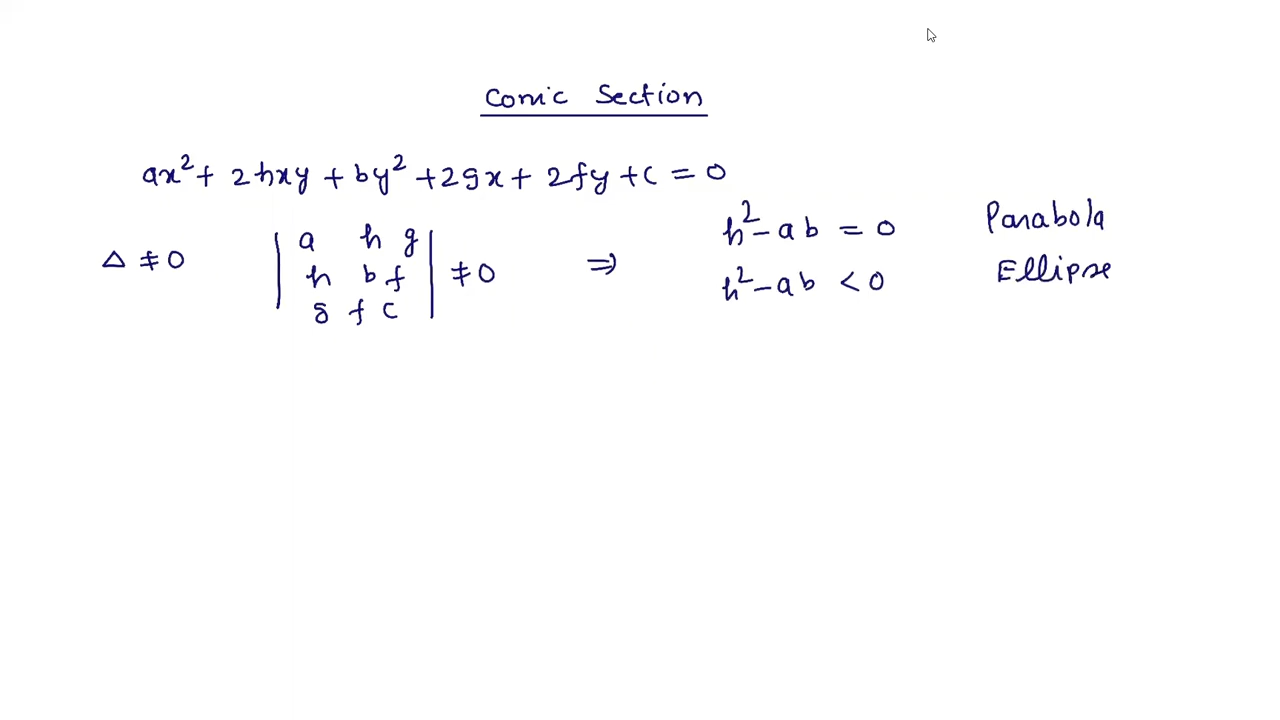 Conic Section
ax² + 2hxy + by² + 2gx + 2fy + c = 0
△ ≠ 0 | a h g | ≠ 0 ⇒ h² - ab = 0 Parabola
| h b f | h² - ab < 0 Ellipse
| g f c |